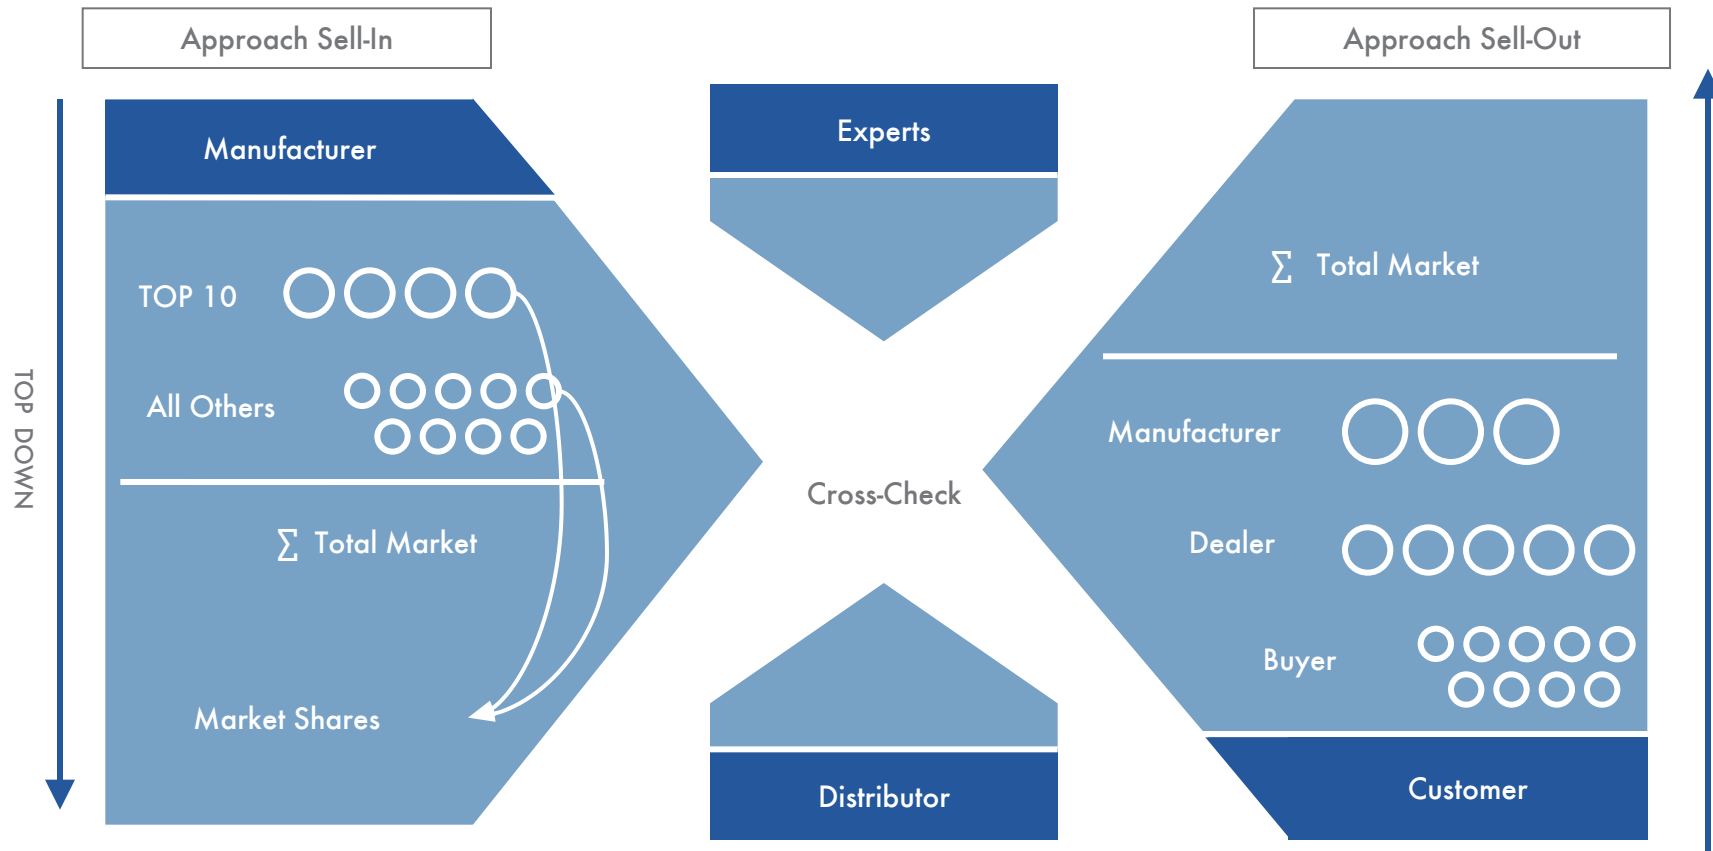 Approach Sell-In
Approach Sell-Out
TOP DOWN
Manufacturer
TOP 10
All Others
∑ Total Market
Market Shares
Experts
Cross-Check
Distributor
∑ Total Market
Manufacturer
Dealer
Buyer
Customer